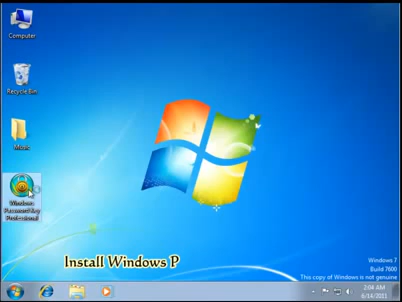 Computer
Recycle Bin
Music
Windows
Password Key
Professional
Install Windows P
Windows 7
Build 7600
This copy of Windows is not genuine
2:04 AM
6/14/2011